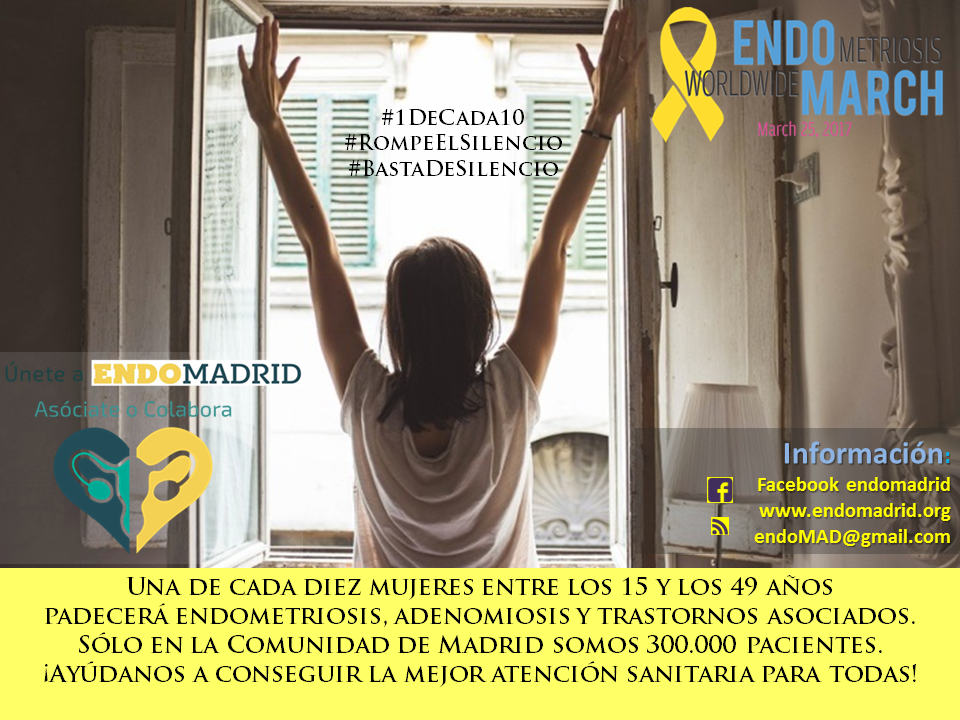 ENDOMETRIOSIS
WORLDWIDE MARCH
March 25, 2017
#1DeCada10
#RompeElSilencio
#BastaDeSilencio
Únete a ENDOMADRID
Asóciate o Colabora
Información:
Facebook endomadrid
www.endomadrid.org
endoMAD@gmail.com
Una de cada diez mujeres entre los 15 y los 49 años
padecerá endometriosis, adenomiosis y trastornos asociados.
Sólo en la Comunidad de Madrid somos 300.000 pacientes.
¡Ayúdanos a conseguir la mejor atención sanitaria para todas!